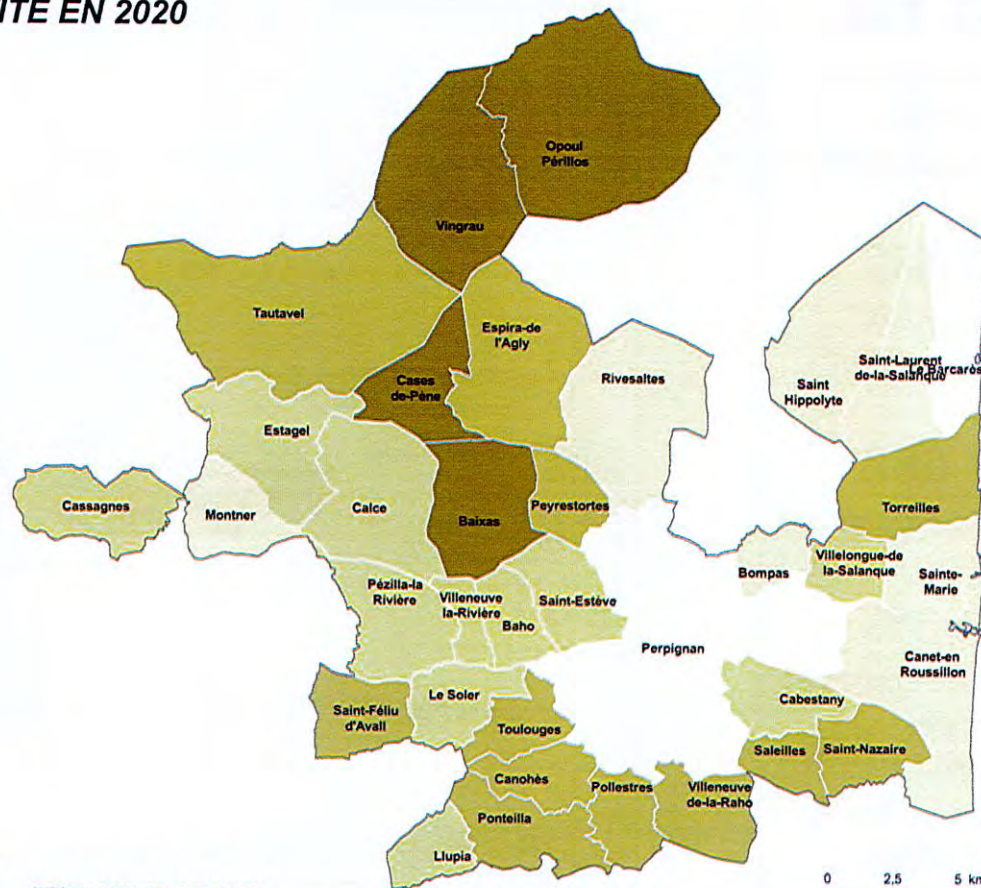 ITE EN 2020
Opoul
Périllos
Vingrau
Tautavel
Espira-de
l'Agly
Cases
de-Pène
Rivesaltes
Saint-Laurent
de-la-Salanque
Le Barcarès
Saint
Hippolyte
Estagel
Cassagnes
Montner
Calce
Baixas
Peyrestortes
Torreilles
Bompas
Villelongue-de
la-Salanque
Sainte-
Marie
Pézilla-la
Rivière
Villeneuve
la-Rivière
Baho
Saint-Estève
Perpignan
Canet-en
Roussillon
Saint-Féliu
d'Avall
Le Soler
Toulouges
Cabestany
Saleilles
Saint-Nazaire
Canohès
Pollestres
Villeneuve
de-la-Raho
Ponteilla
Llupia
0 2,5 5 km